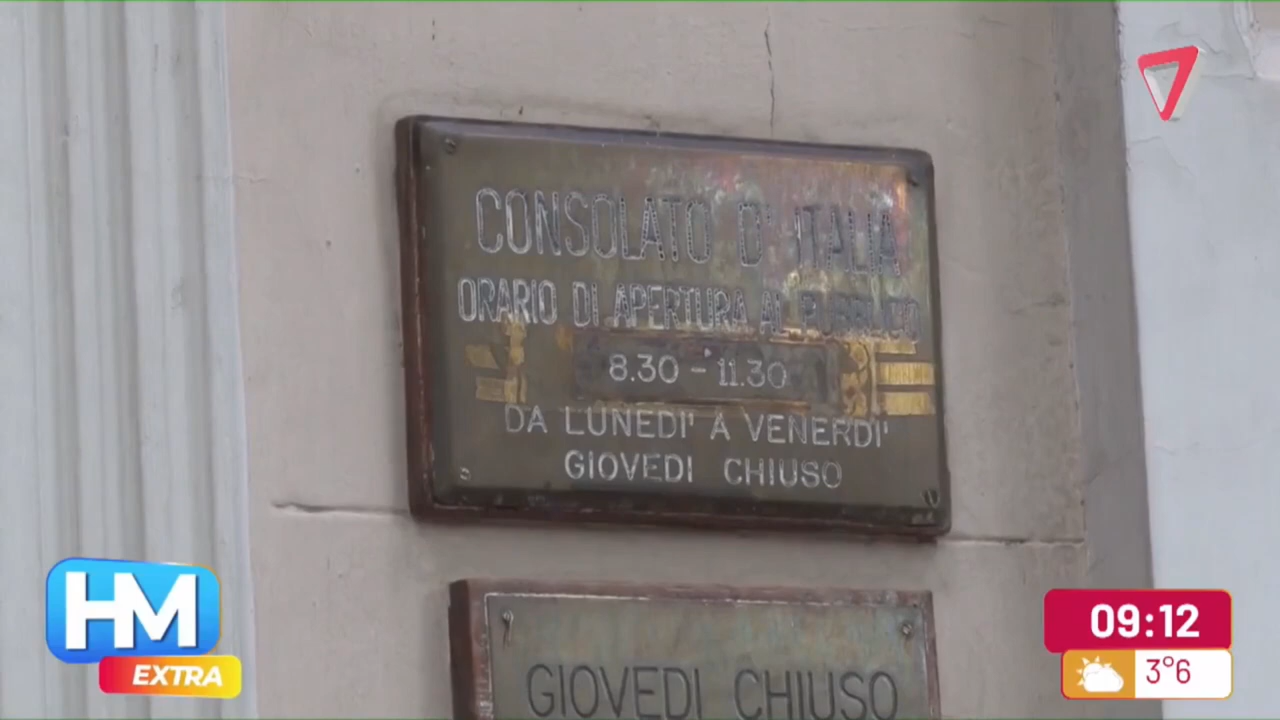 CONSOLATO D' ITALIA
ORARIO DI APERTURA AL PUBBLICO
8.30 - 11.30
DA LUNEDI' A VENERDI'
GIOVEDI CHIUSO
GIOVEDI CHIUSO
HM
EXTRA
09:12
3°6